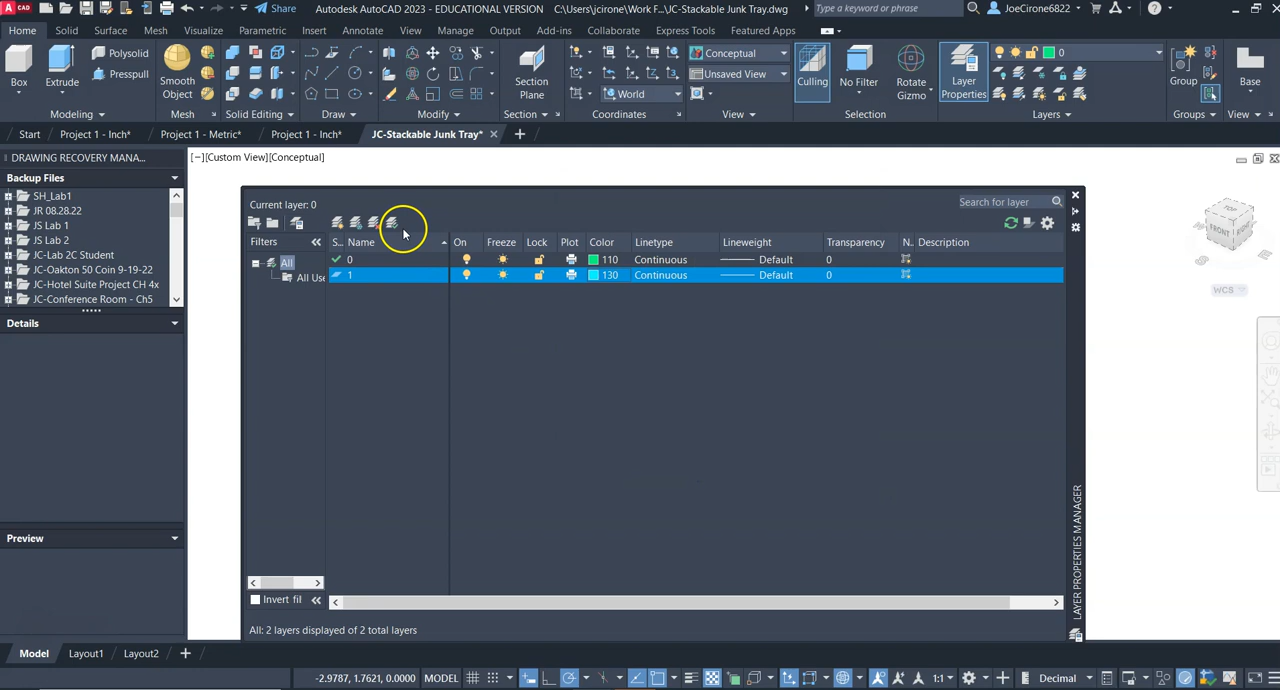 CAD Share Autodesk AutoCAD 2023 - EDUCATIONAL VERSION C:\Users\jcirone\Work F... JC-Stackable Junk Tray.dwg Type a keyword or phrase JoeCirone6822
Home Solid Surface Mesh Visualize Parametric Insert Annotate View Manage Output Add-ins Collaborate Express Tools Featured Apps
Polysolid
Presspull
Box Extrude
Smooth Object
Section Plane
Conceptual
Unsaved View
World
Culling No Filter Rotate Gizmo
Layer Properties
0
Group Base
Modeling Mesh Solid Editing Draw Modify Section Coordinates View Selection Layers Groups View
Start Project 1 - Inch* Project 1 - Metric* Project 1 - Inch* JC-Stackable Junk Tray*
DRAWING RECOVERY MANA...
[−][Custom View][Conceptual]
Backup Files
SH_Lab1
JR 08.28.22
JS Lab 1
JS Lab 2
JC-Lab 2C Student
JC-Oakton 50 Coin 9-19-22
JC-Hotel Suite Project CH 4x
JC-Conference Room - Ch5
Details
Preview
Current layer: 0
Search for layer
Filters
S.. Name On Freeze Lock Plot Color Linetype Lineweight Transparency N.. Description
All
All Use
0 110 Continuous Default 0
1 130 Continuous Default 0
Invert fil
All: 2 layers displayed of 2 total layers
LAYER PROPERTIES MANAGER
TOP
FRONT
RIGHT
WCS
Model Layout1 Layout2
-2.9787, 1.7621, 0.0000 MODEL 1:1 Decimal